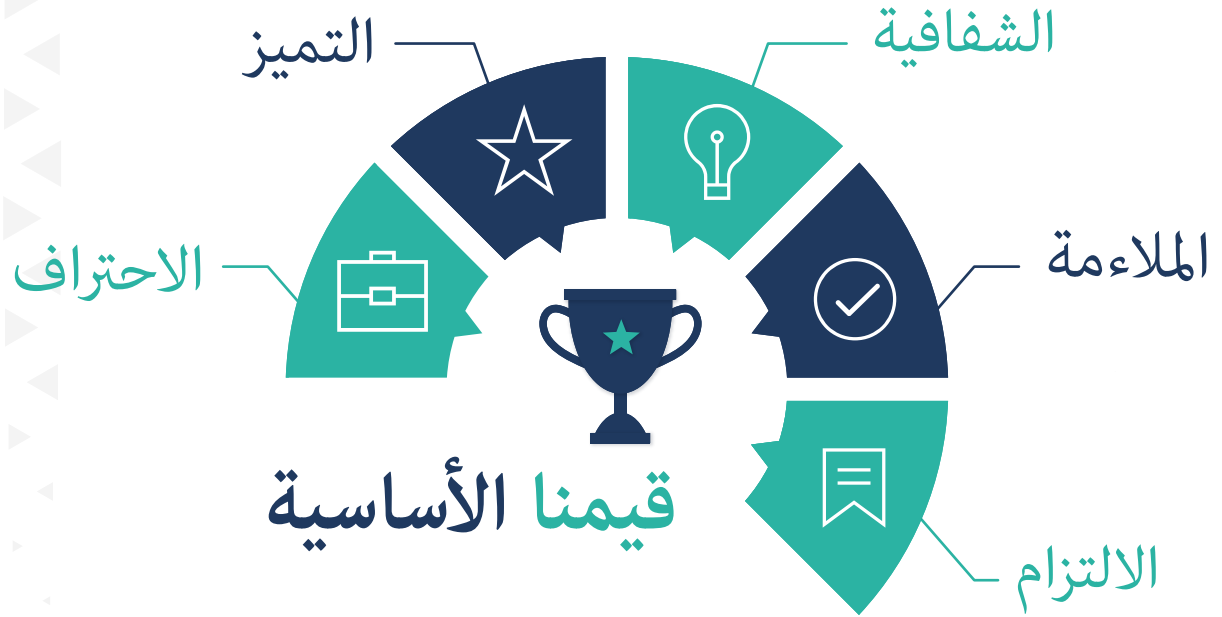 الشفافية
التميز
الملاءمة
الاحتراف
قيمنا الأساسية
الالتزام